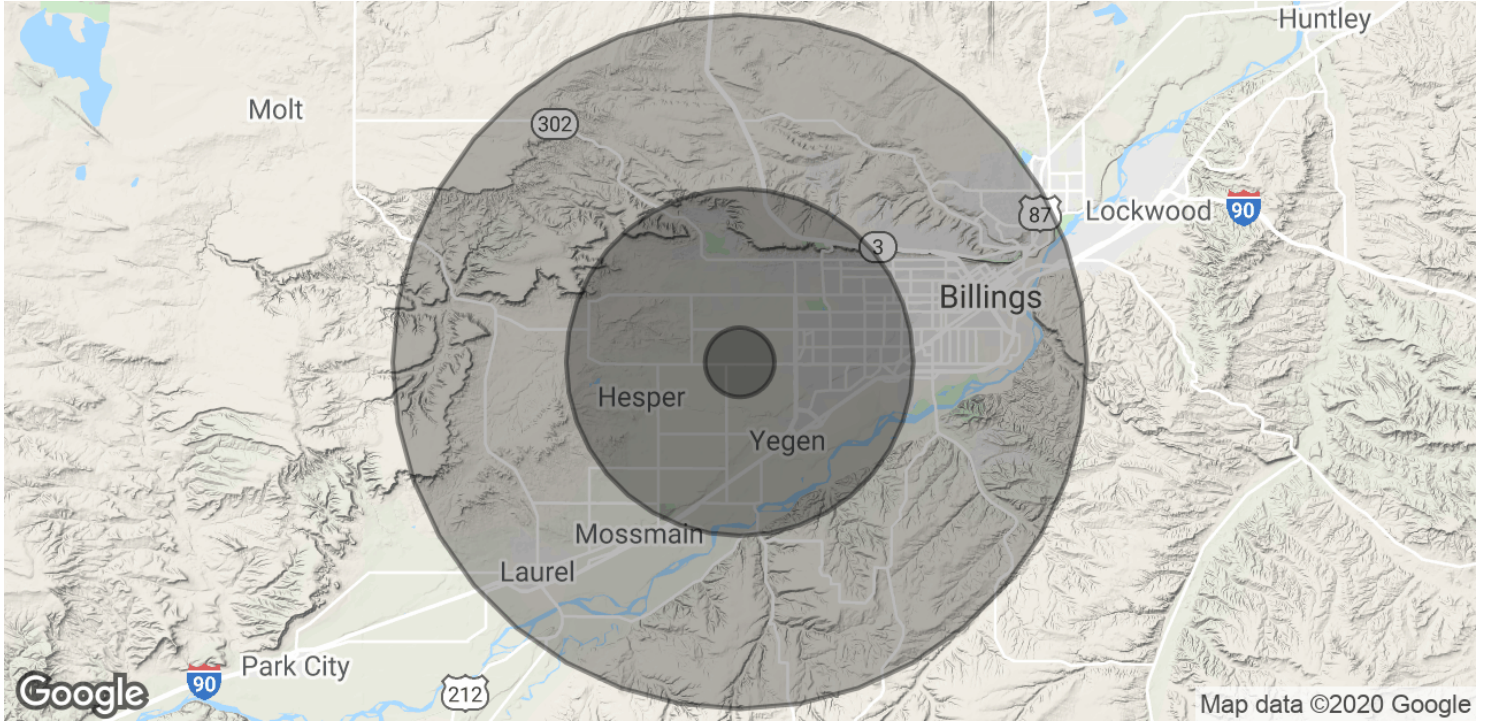 Huntley
Molt
302
87
Lockwood
90
3
Billings
Hesper
Yegen
Mossmain
Laurel
Park City
90
212
Google
Map data ©2020 Google